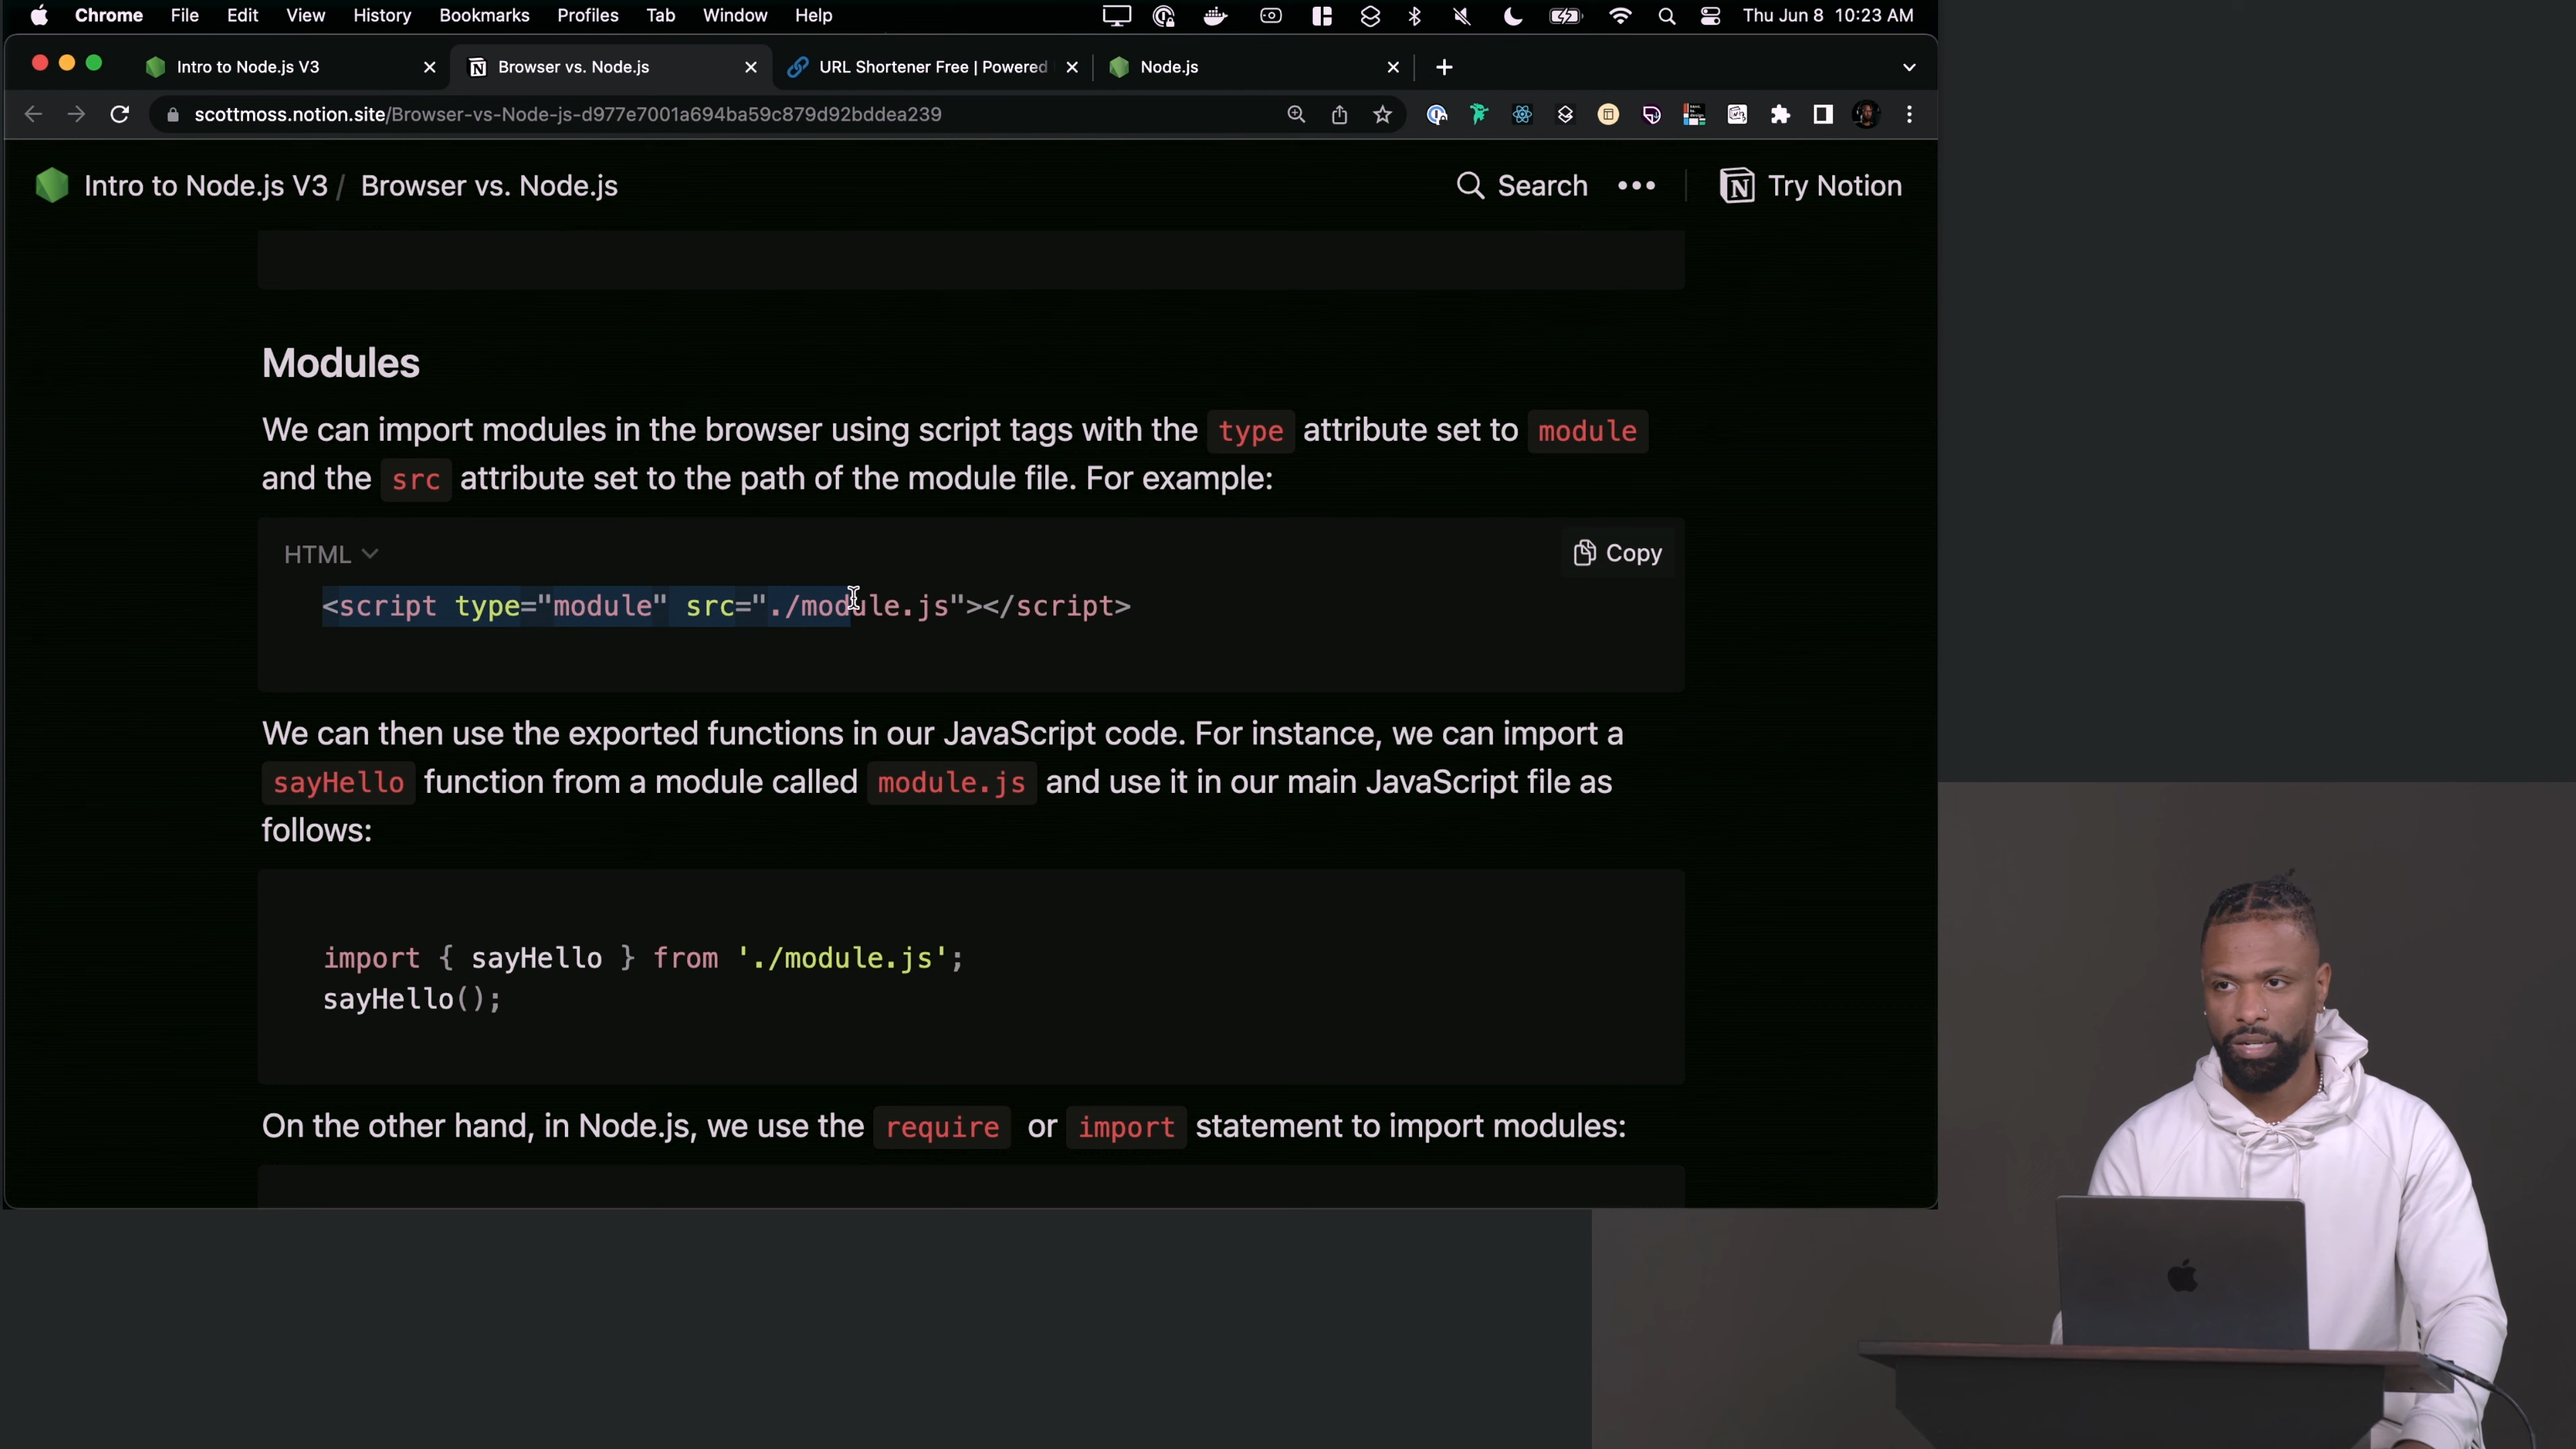 Chrome File Edit View History Bookmarks Profiles Tab Window Help Thu Jun 8 10:23 AM
Intro to Node.js V3 Browser vs. Node.js URL Shortener Free | Powered Node.js
scottmoss.notion.site/Browser-vs-Node-js-d977e7001a694ba59c879d92bddea239
Intro to Node.js V3 / Browser vs. Node.js Search Try Notion
Modules
We can import modules in the browser using script tags with the type attribute set to module
and the src attribute set to the path of the module file. For example:
HTML Copy
<script type="module" src="./module.js"></script>
We can then use the exported functions in our JavaScript code. For instance, we can import a
sayHello function from a module called module.js and use it in our main JavaScript file as
follows:
import { sayHello } from './module.js';
sayHello();
On the other hand, in Node.js, we use the require or import statement to import modules: